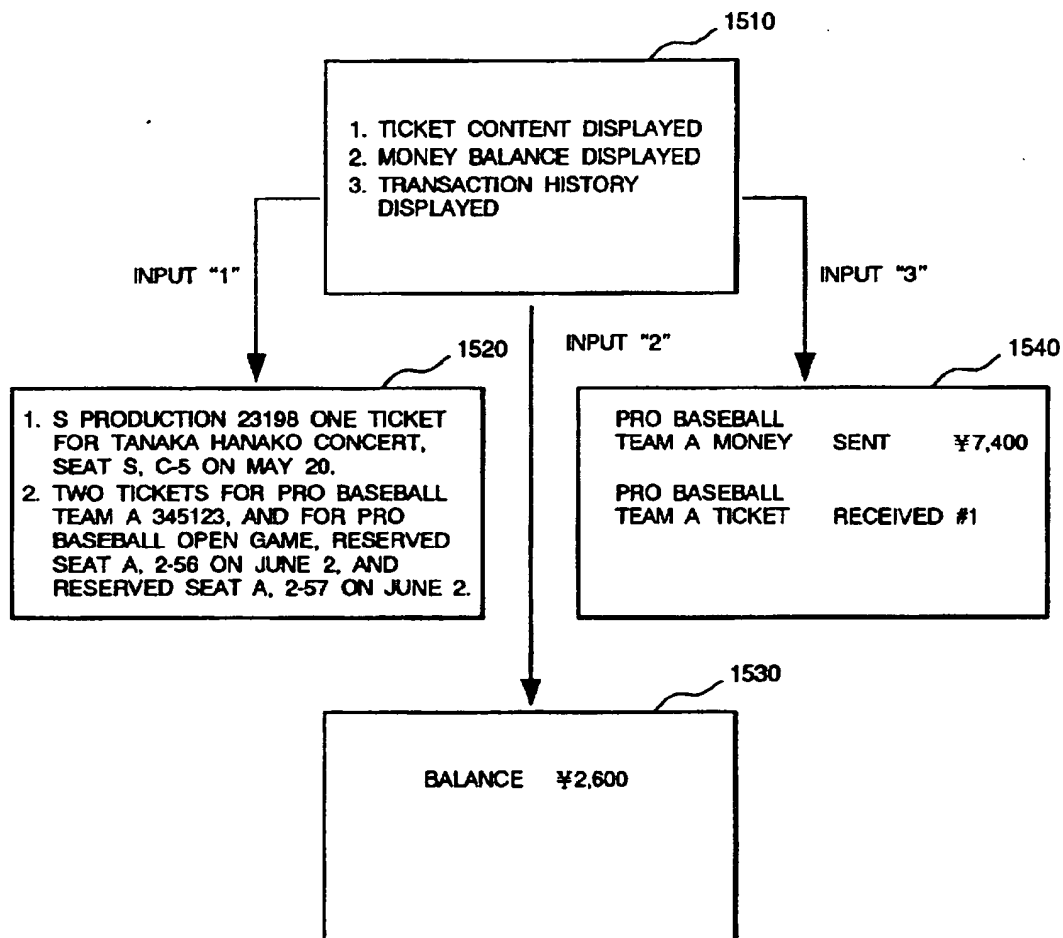 1510
1. TICKET CONTENT DISPLAYED
2. MONEY BALANCE DISPLAYED
3. TRANSACTION HISTORY
DISPLAYED
INPUT "1"
INPUT "2"
INPUT "3"
1520
1. S PRODUCTION 23198 ONE TICKET
FOR TANAKA HANAKO CONCERT,
SEAT S, C-5 ON MAY 20.
2. TWO TICKETS FOR PRO BASEBALL
TEAM A 345123, AND FOR PRO
BASEBALL OPEN GAME, RESERVED
SEAT A, 2-56 ON JUNE 2, AND
RESERVED SEAT A, 2-57 ON JUNE 2.
1540
PRO BASEBALL
TEAM A MONEY SENT ¥7,400
PRO BASEBALL
TEAM A TICKET RECEIVED #1
1530
BALANCE ¥2,600